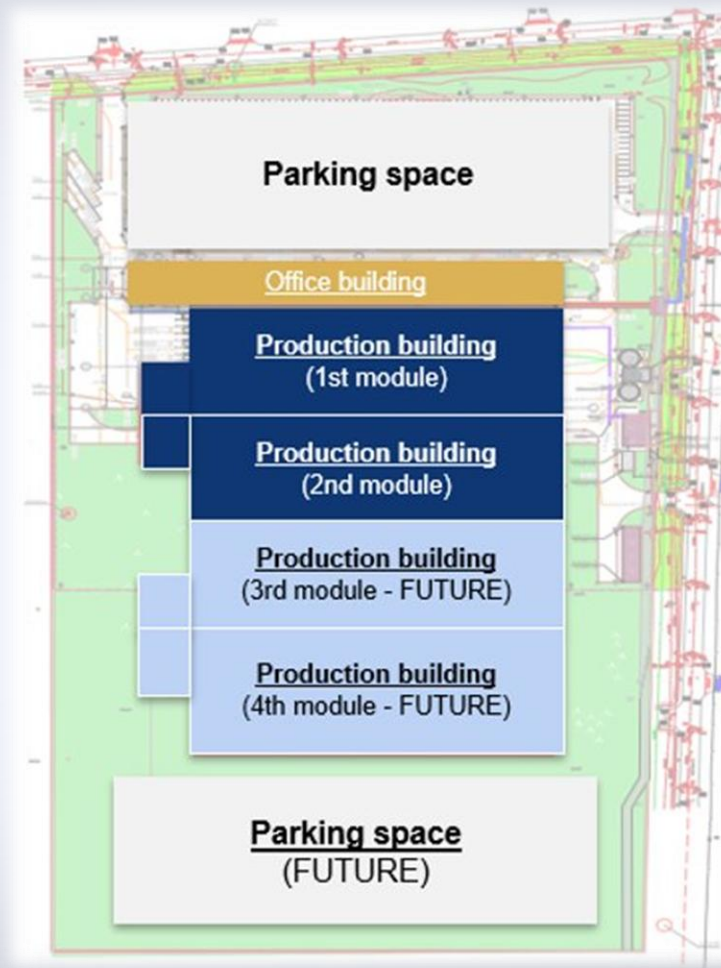 Parking space
Office building
Production building
(1st module)
Production building
(2nd module)
Production building
(3rd module - FUTURE)
Production building
(4th module - FUTURE)
Parking space
(FUTURE)